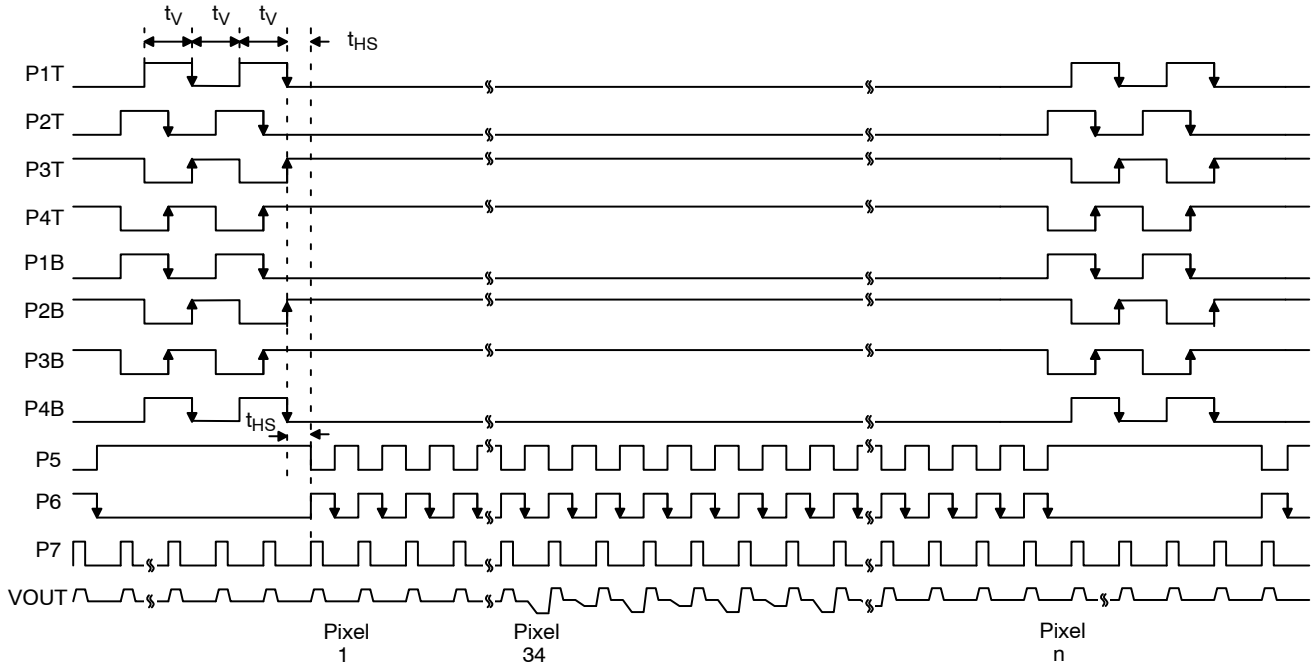 tV tV tV
tHS
P1T
P2T
P3T
P4T
P1B
P2B
P3B
P4B
tHS
P5
P6
P7
VOUT
Pixel Pixel Pixel
1 34 n